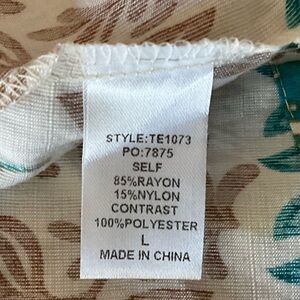 STYLE:TE1073
PO:7875
SELF
85%RAYON
15%NYLON
CONTRAST
100%POLYESTER
L
MADE IN CHINA